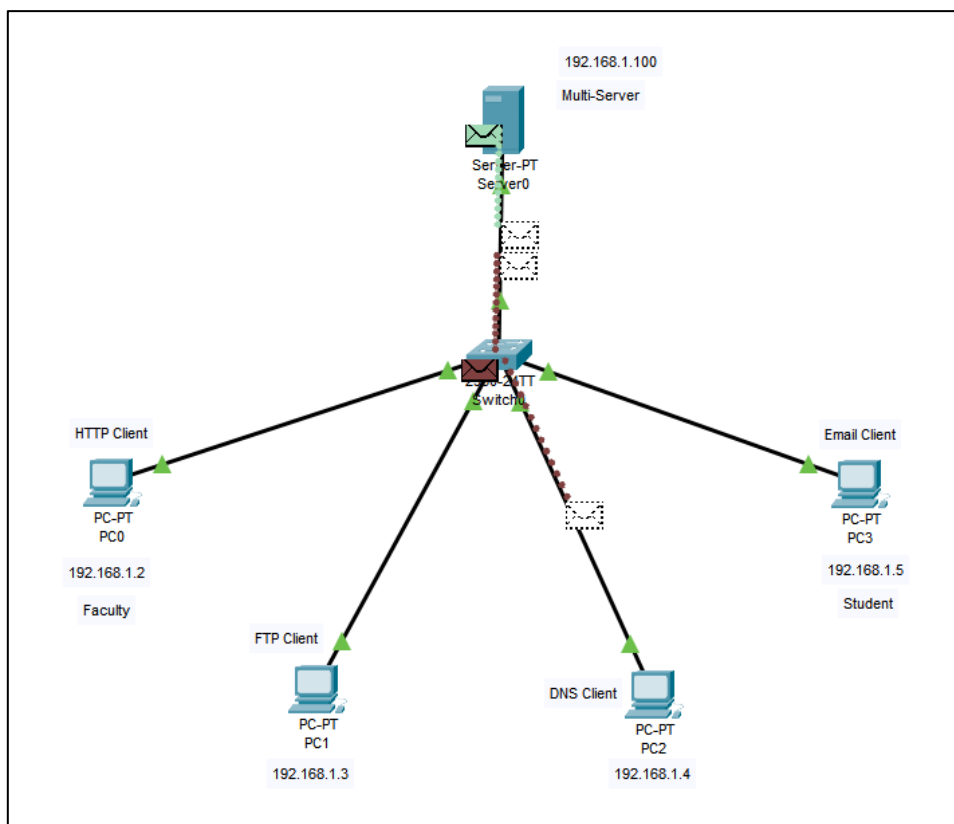 192.168.1.100
Multi-Server
Server-PT
Server0
Switch0
HTTP Client
PC-PT
PC0
192.168.1.2
Faculty
Email Client
PC-PT
PC3
192.168.1.5
Student
FTP Client
PC-PT
PC1
192.168.1.3
DNS Client
PC-PT
PC2
192.168.1.4